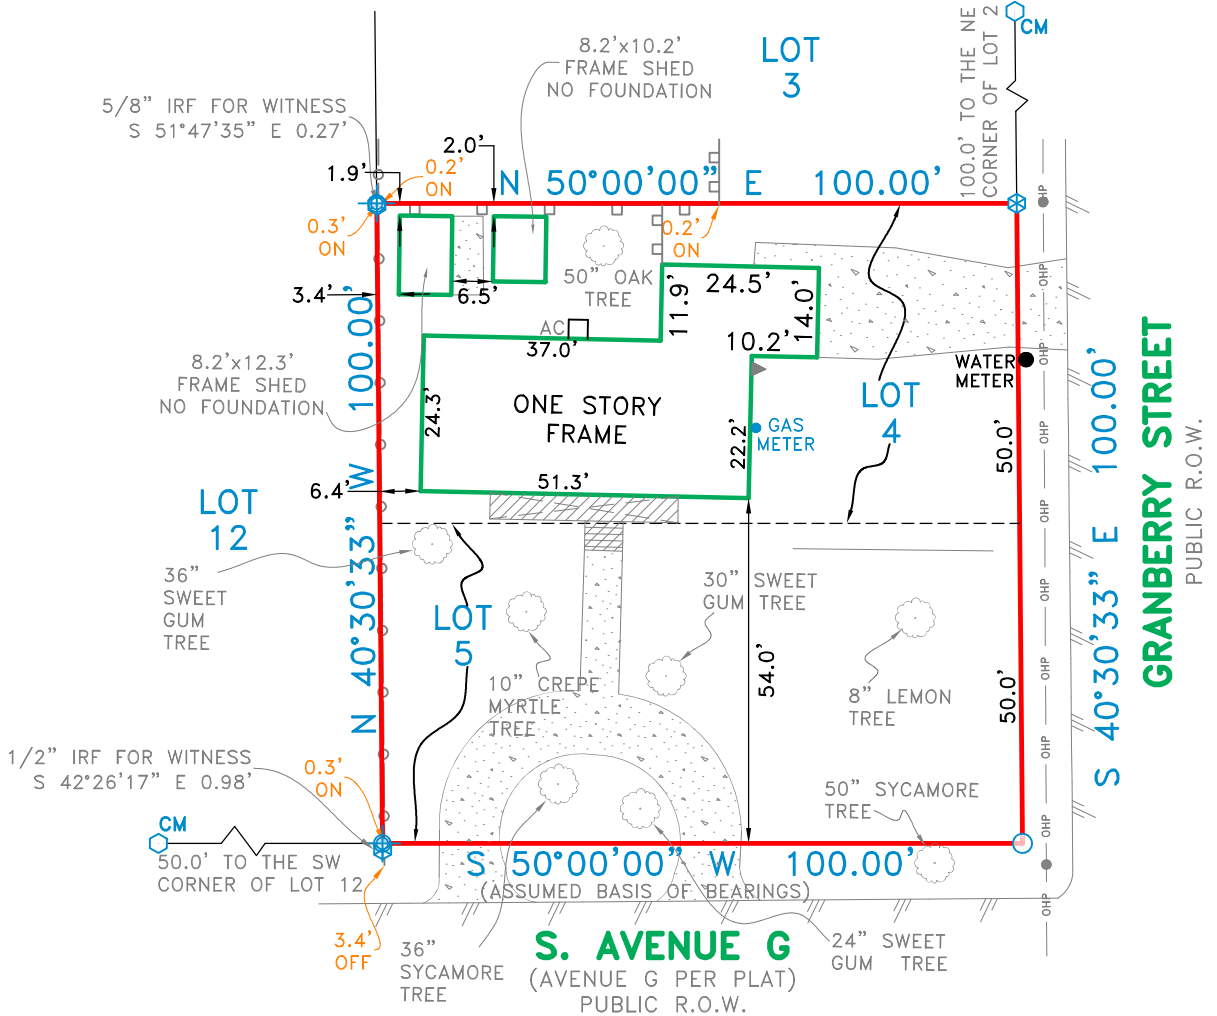 8.2'x10.2'
FRAME SHED
NO FOUNDATION
LOT
3
100.0' TO THE NE
CORNER OF LOT 2
CM
5/8" IRF FOR WITNESS
S 51°47'35" E 0.27'
2.0'
1.9'
0.2'
ON
N 50°00'00" E 100.00'
0.3'
ON
0.2'
ON
OHP
50" OAK
TREE
24.5'
11.9'
14.0'
OHP
3.4'
6.5'
AC
37.0'
10.2'
WATER
METER
OHP
8.2'x12.3'
FRAME SHED
NO FOUNDATION
24.3'
ONE STORY
FRAME
22.2'
GAS
METER
LOT
4
50.0'
OHP
6.4'
51.3'
N 40°30'33" W 100.00'
S 40°30'33" E 100.00'
GRANBERRY STREET
PUBLIC R.O.W.
LOT
12
OHP
36"
SWEET
GUM
TREE
LOT
5
30" SWEET
GUM TREE
OHP
10" CREPE
MYRTLE
TREE
54.0'
8" LEMON
TREE
50.0'
OHP
OHP
1/2" IRF FOR WITNESS
S 42°26'17" E 0.98'
0.3'
ON
50" SYCAMORE
TREE
CM
50.0' TO THE SW
CORNER OF LOT 12
S 50°00'00" W 100.00'
(ASSUMED BASIS OF BEARINGS)
OHP
3.4'
OFF
36"
SYCAMORE
TREE
S. AVENUE G
(AVENUE G PER PLAT)
PUBLIC R.O.W.
24" SWEET
GUM TREE